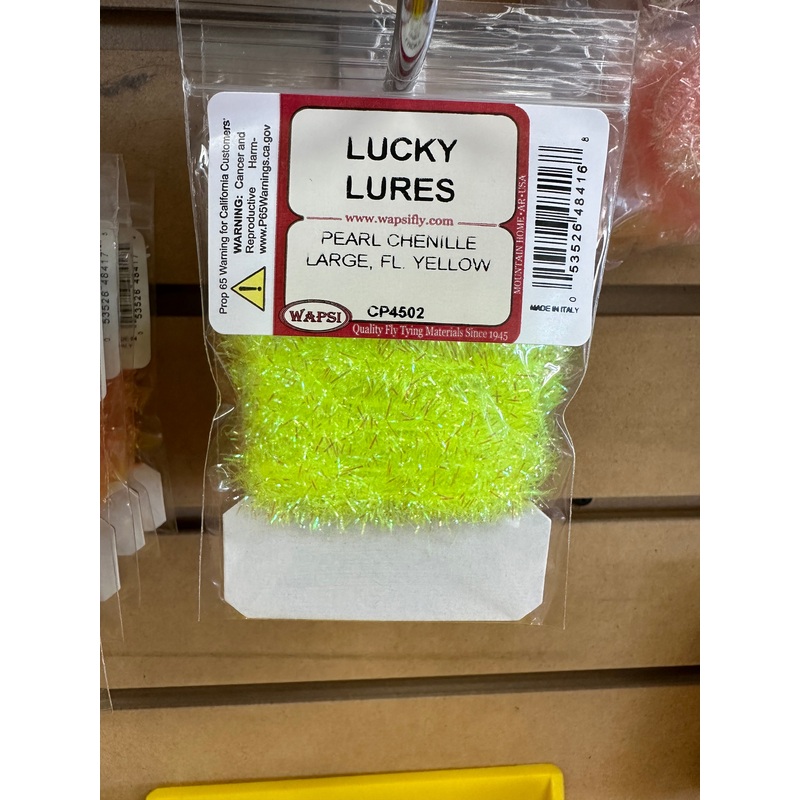 Prop 65 Warning for California Customers:
WARNING: Cancer and
Reproductive Harm-
www.P65Warnings.ca.gov
LUCKY
LURES
www.wapsifly.com
PEARL CHENILLE
LARGE, FL. YELLOW
WAPSI
CP4502
Quality Fly Tying Materials Since 1945
MOUNTAIN HOME • AR • USA
0 53526 48416 8
MADE IN ITALY
53526 48417